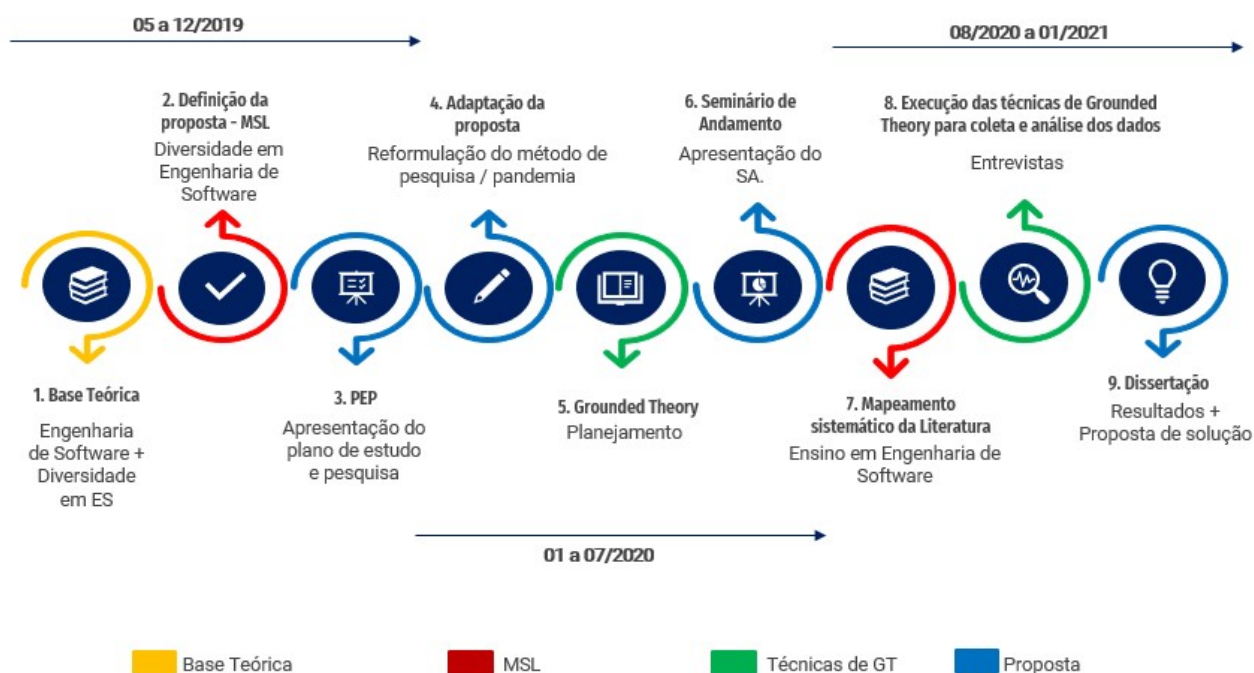 05 a 12/2019
08/2020 a 01/2021
2. Definição da
proposta - MSL
Diversidade em
Engenharia de
Software
4. Adaptação da
proposta
Reformulação do método de
pesquisa / pandemia
6. Seminário de
Andamento
Apresentação do
SA.
8. Execução das técnicas de Grounded
Theory para coleta e análise dos dados
Entrevistas
1. Base Teórica
Engenharia
de Software +
Diversidade
em ES
3. PEP
Apresentação do
plano de estudo
e pesquisa
5. Grounded Theory
Planejamento
7. Mapeamento
sistemático da Literatura
Ensino em Engenharia de
Software
9. Dissertação
Resultados +
Proposta de solução
01 a 07/2020
Base Teórica
MSL
Técnicas de GT
Proposta